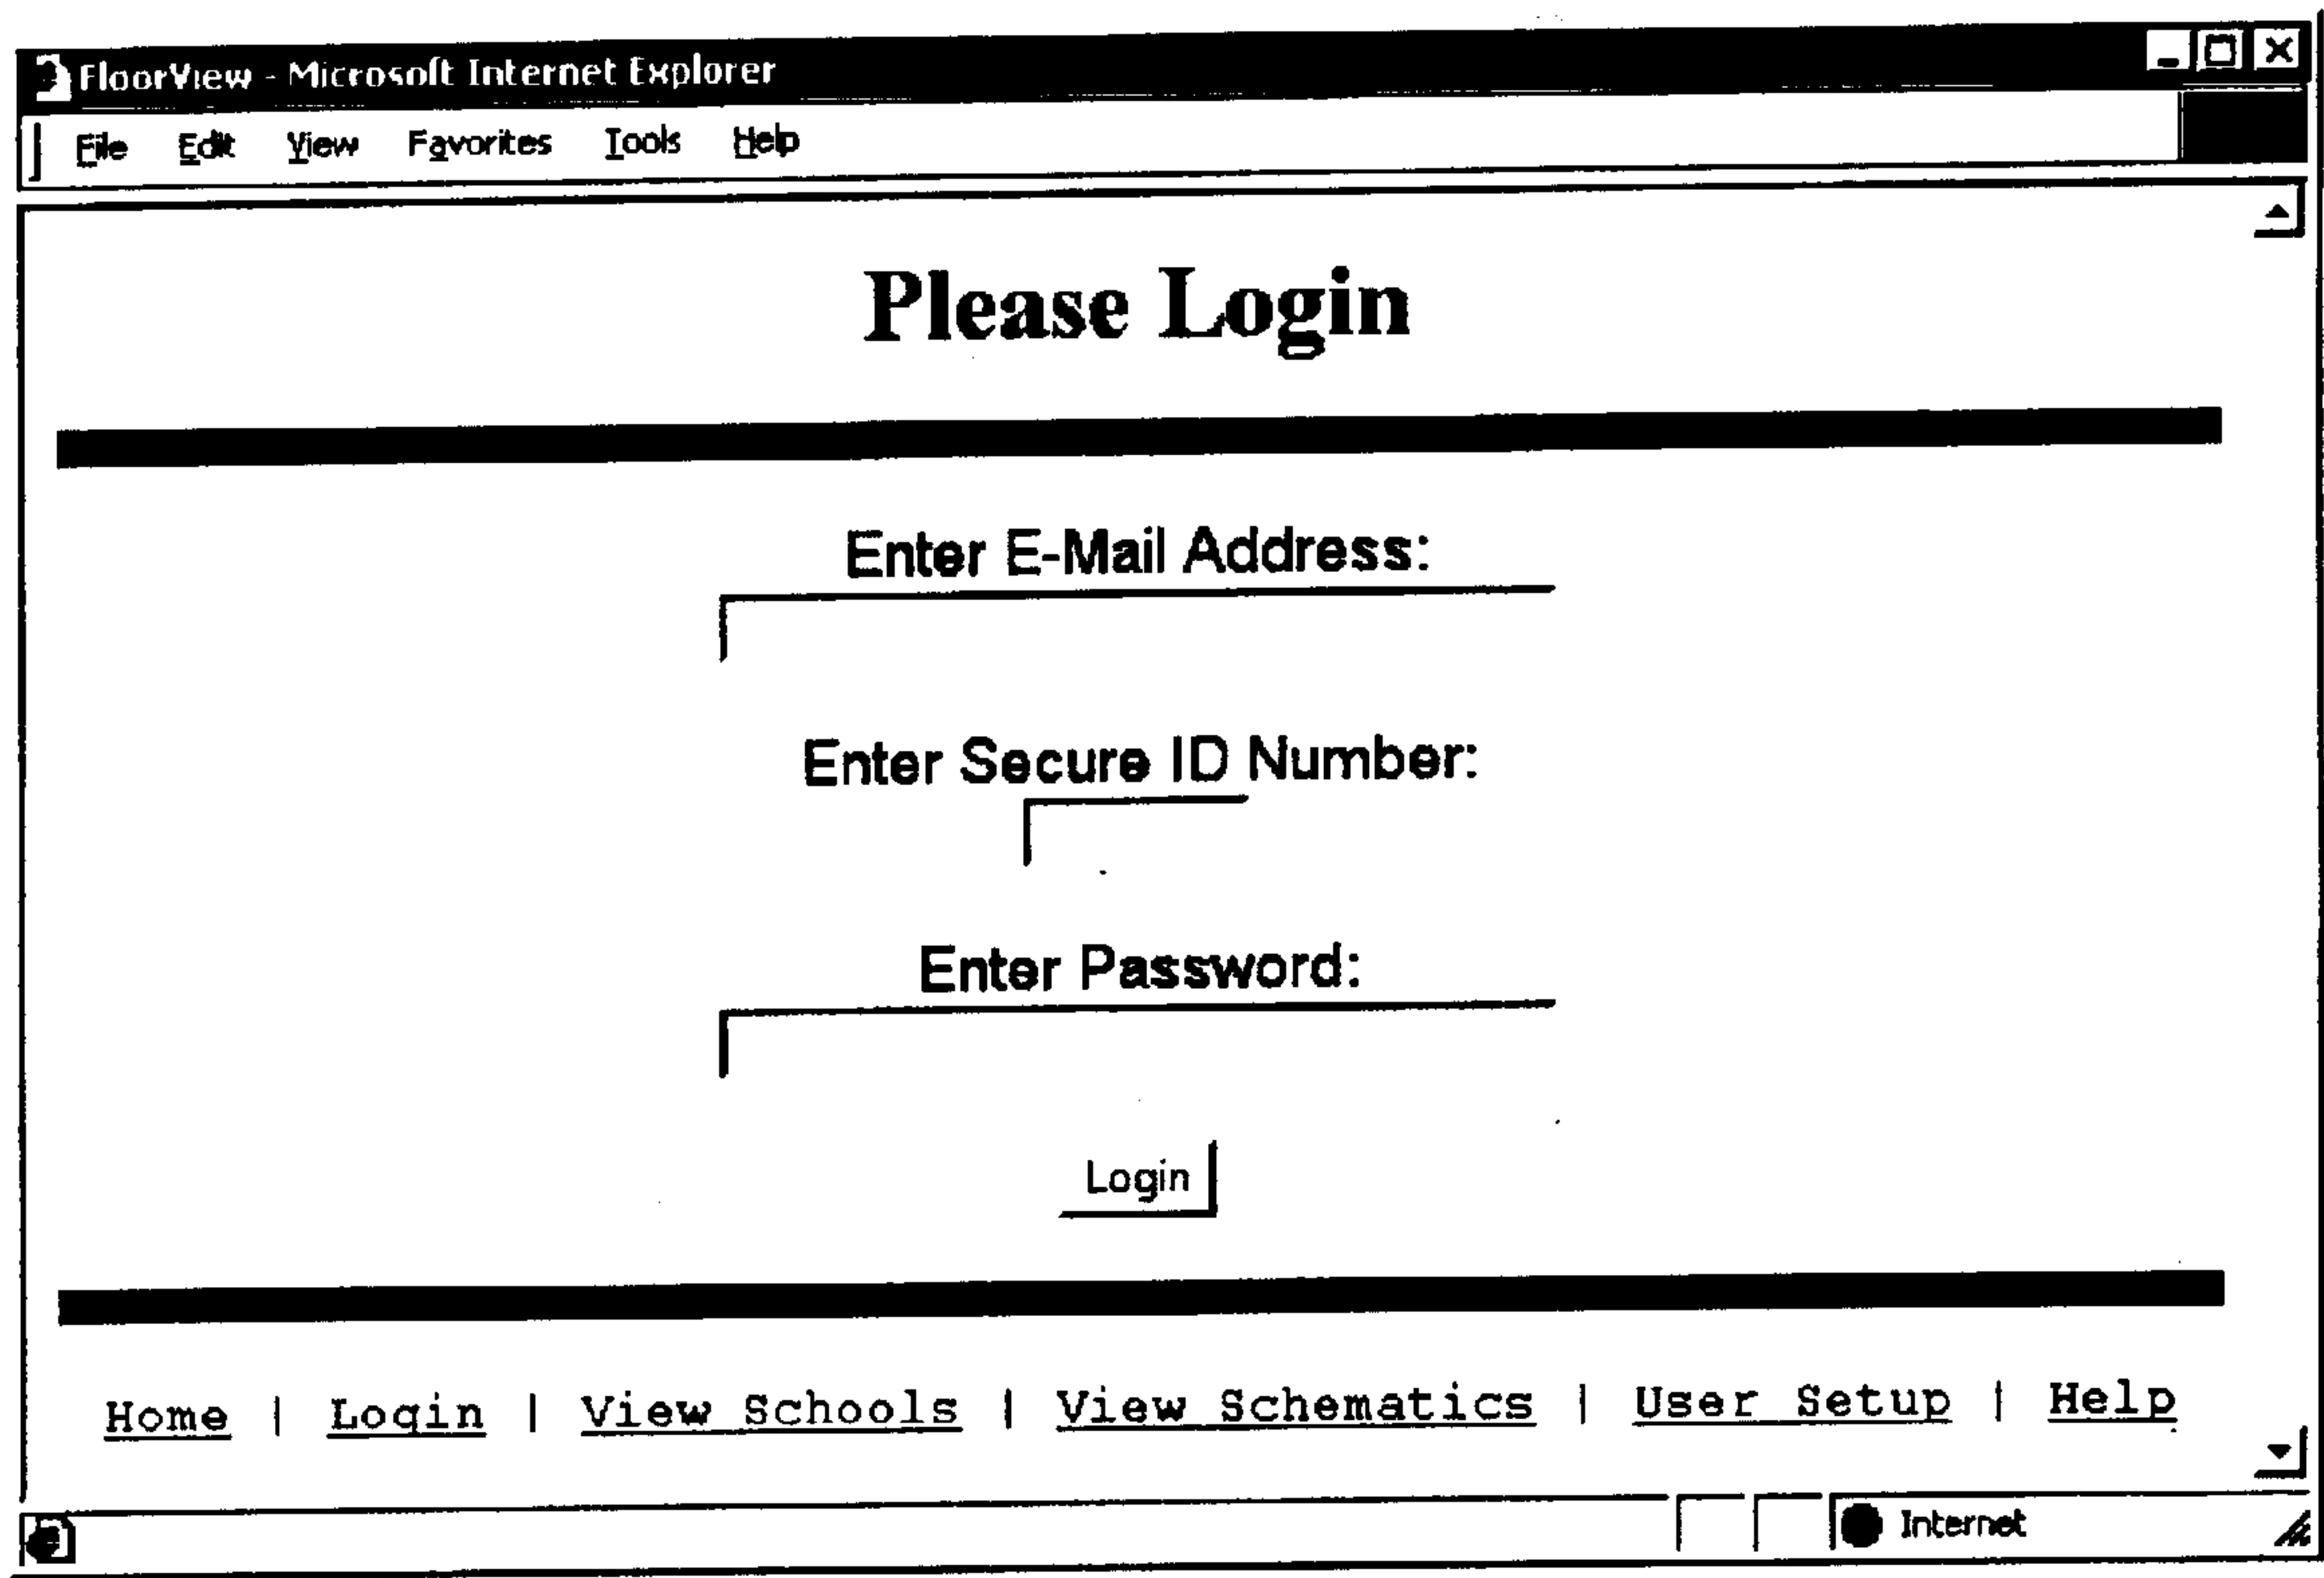 FloorView - Microsoft Internet Explorer
File Edit View Favorites Tools Help
Please Login
Enter E-Mail Address:
Enter Secure ID Number:
Enter Password:
Login
Home | Login | View Schools | View Schematics | User Setup | Help
Internet